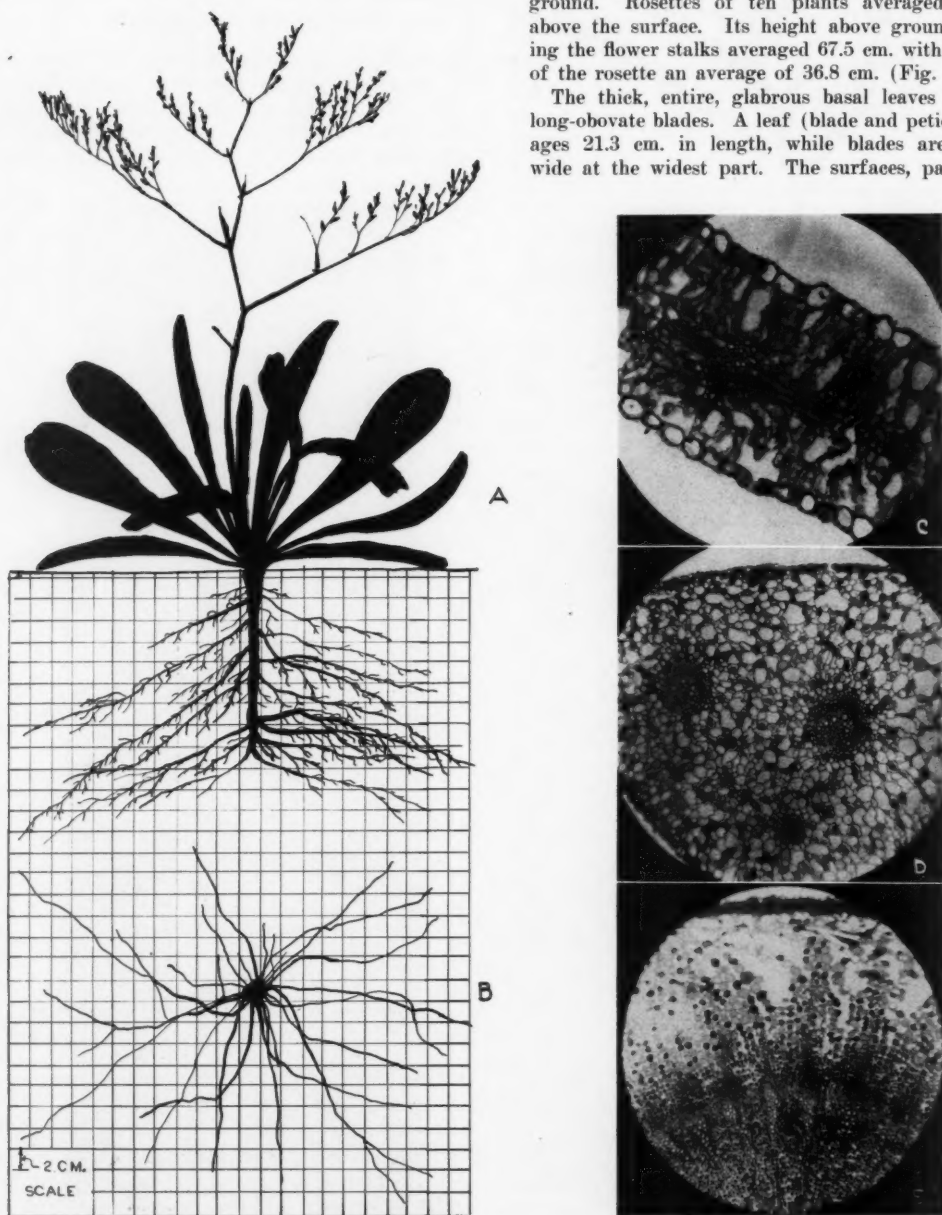 ground. Rosettes of ten plants averaged
above the surface. Its height above groun
ing the flower stalks averaged 67.5 cm. with
of the rosette an average of 36.8 cm. (Fig.
The thick, entire, glabrous basal leaves
long-obovate blades. A leaf (blade and petic
ages 21.3 cm. in length, while blades are
wide at the widest part. The surfaces, pa
A
C
D
B
2 CM.
SCALE